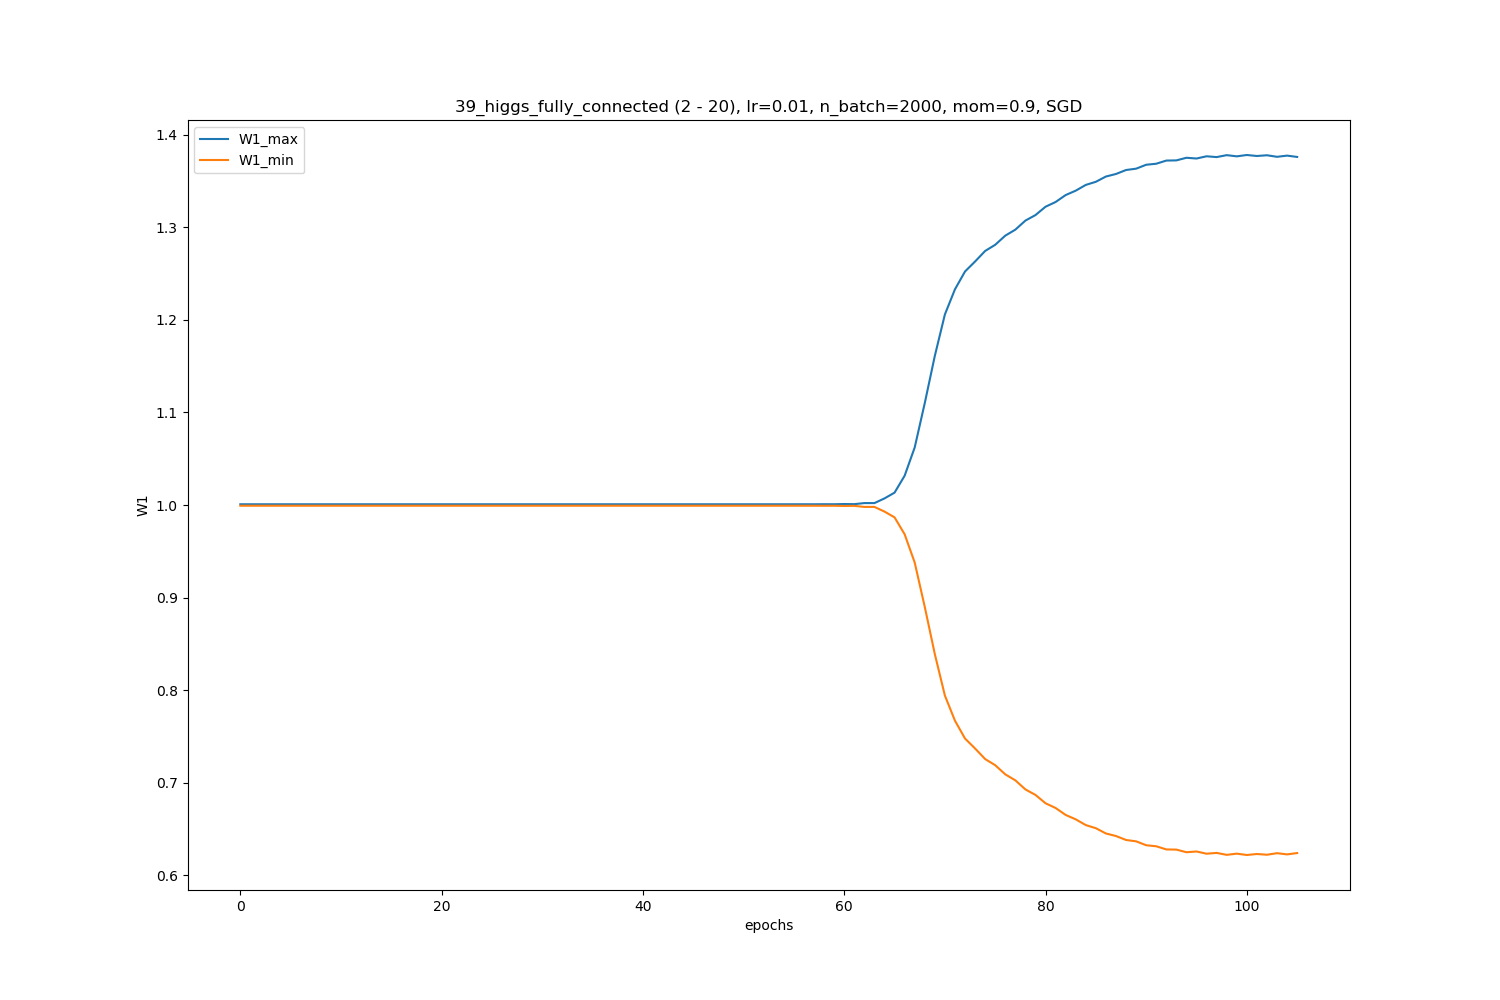 39_higgs_fully_connected (2 - 20), lr=0.01, n_batch=2000, mom=0.9, SGD
W1_max
W1_min
1.4
1.3
1.2
1.1
1.0
0.9
0.8
0.7
0.6
W1
0 20 40 60 80 100
epochs